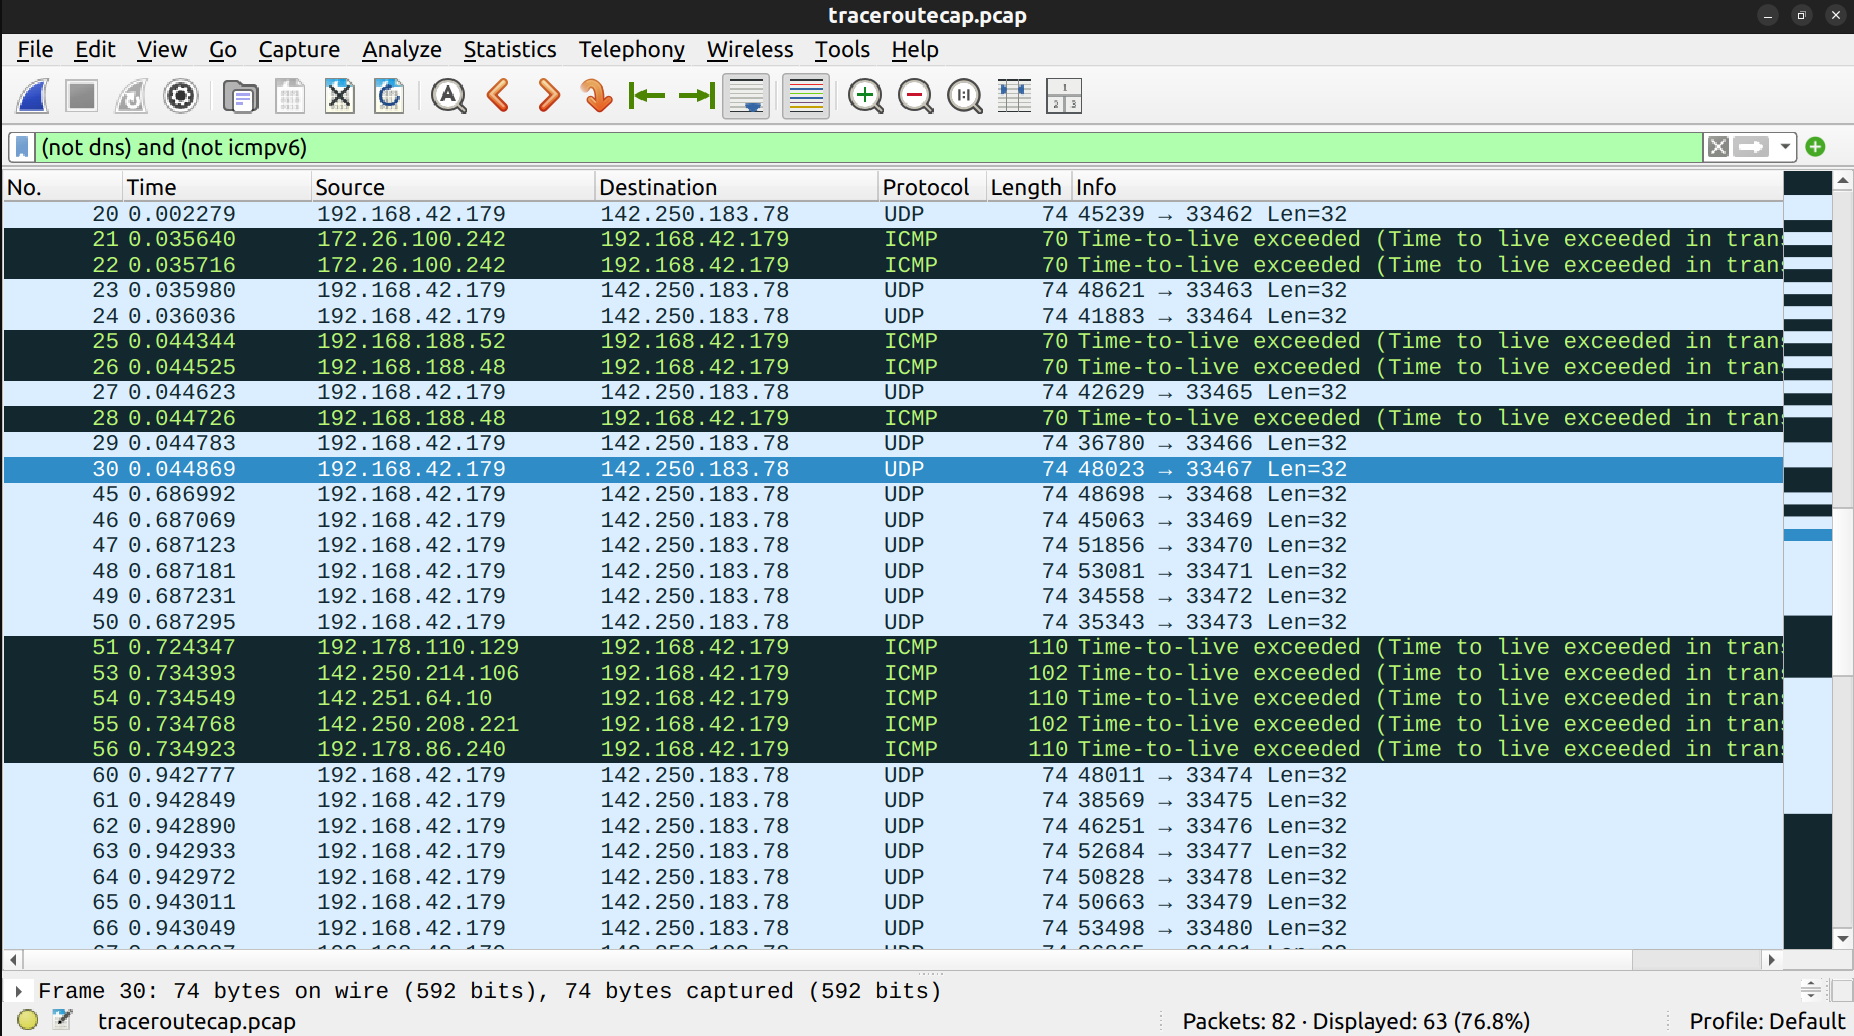 traceroutecap.pcap
File Edit View Go Capture Analyze Statistics Telephony Wireless Tools Help
(not dns) and (not icmpv6)
No. Time Source Destination Protocol Length Info
20 0.002279 192.168.42.179 142.250.183.78 UDP 74 45239 → 33462 Len=32
21 0.035640 172.26.100.242 192.168.42.179 ICMP 70 Time-to-live exceeded (Time to live exceeded in tran
22 0.035716 172.26.100.242 192.168.42.179 ICMP 70 Time-to-live exceeded (Time to live exceeded in tran
23 0.035980 192.168.42.179 142.250.183.78 UDP 74 48621 → 33463 Len=32
24 0.036036 192.168.42.179 142.250.183.78 UDP 74 41883 → 33464 Len=32
25 0.044344 192.168.188.52 192.168.42.179 ICMP 70 Time-to-live exceeded (Time to live exceeded in tran
26 0.044525 192.168.188.48 192.168.42.179 ICMP 70 Time-to-live exceeded (Time to live exceeded in tran
27 0.044623 192.168.42.179 142.250.183.78 UDP 74 42629 → 33465 Len=32
28 0.044726 192.168.188.48 192.168.42.179 ICMP 70 Time-to-live exceeded (Time to live exceeded in tran
29 0.044783 192.168.42.179 142.250.183.78 UDP 74 36780 → 33466 Len=32
30 0.044869 192.168.42.179 142.250.183.78 UDP 74 48023 → 33467 Len=32
45 0.686992 192.168.42.179 142.250.183.78 UDP 74 48698 → 33468 Len=32
46 0.687069 192.168.42.179 142.250.183.78 UDP 74 45063 → 33469 Len=32
47 0.687123 192.168.42.179 142.250.183.78 UDP 74 51856 → 33470 Len=32
48 0.687181 192.168.42.179 142.250.183.78 UDP 74 53081 → 33471 Len=32
49 0.687231 192.168.42.179 142.250.183.78 UDP 74 34558 → 33472 Len=32
50 0.687295 192.168.42.179 142.250.183.78 UDP 74 35343 → 33473 Len=32
51 0.724347 192.178.110.129 192.168.42.179 ICMP 110 Time-to-live exceeded (Time to live exceeded in tran
53 0.734393 142.250.214.106 192.168.42.179 ICMP 102 Time-to-live exceeded (Time to live exceeded in tran
54 0.734549 142.251.64.10 192.168.42.179 ICMP 110 Time-to-live exceeded (Time to live exceeded in tran
55 0.734768 142.250.208.221 192.168.42.179 ICMP 102 Time-to-live exceeded (Time to live exceeded in tran
56 0.734923 192.178.86.240 192.168.42.179 ICMP 110 Time-to-live exceeded (Time to live exceeded in tran
60 0.942777 192.168.42.179 142.250.183.78 UDP 74 48011 → 33474 Len=32
61 0.942849 192.168.42.179 142.250.183.78 UDP 74 38569 → 33475 Len=32
62 0.942890 192.168.42.179 142.250.183.78 UDP 74 46251 → 33476 Len=32
63 0.942933 192.168.42.179 142.250.183.78 UDP 74 52684 → 33477 Len=32
64 0.942972 192.168.42.179 142.250.183.78 UDP 74 50828 → 33478 Len=32
65 0.943011 192.168.42.179 142.250.183.78 UDP 74 50663 → 33479 Len=32
66 0.943049 192.168.42.179 142.250.183.78 UDP 74 53498 → 33480 Len=32
Frame 30: 74 bytes on wire (592 bits), 74 bytes captured (592 bits)
traceroutecap.pcap Packets: 82 · Displayed: 63 (76.8%) Profile: Default